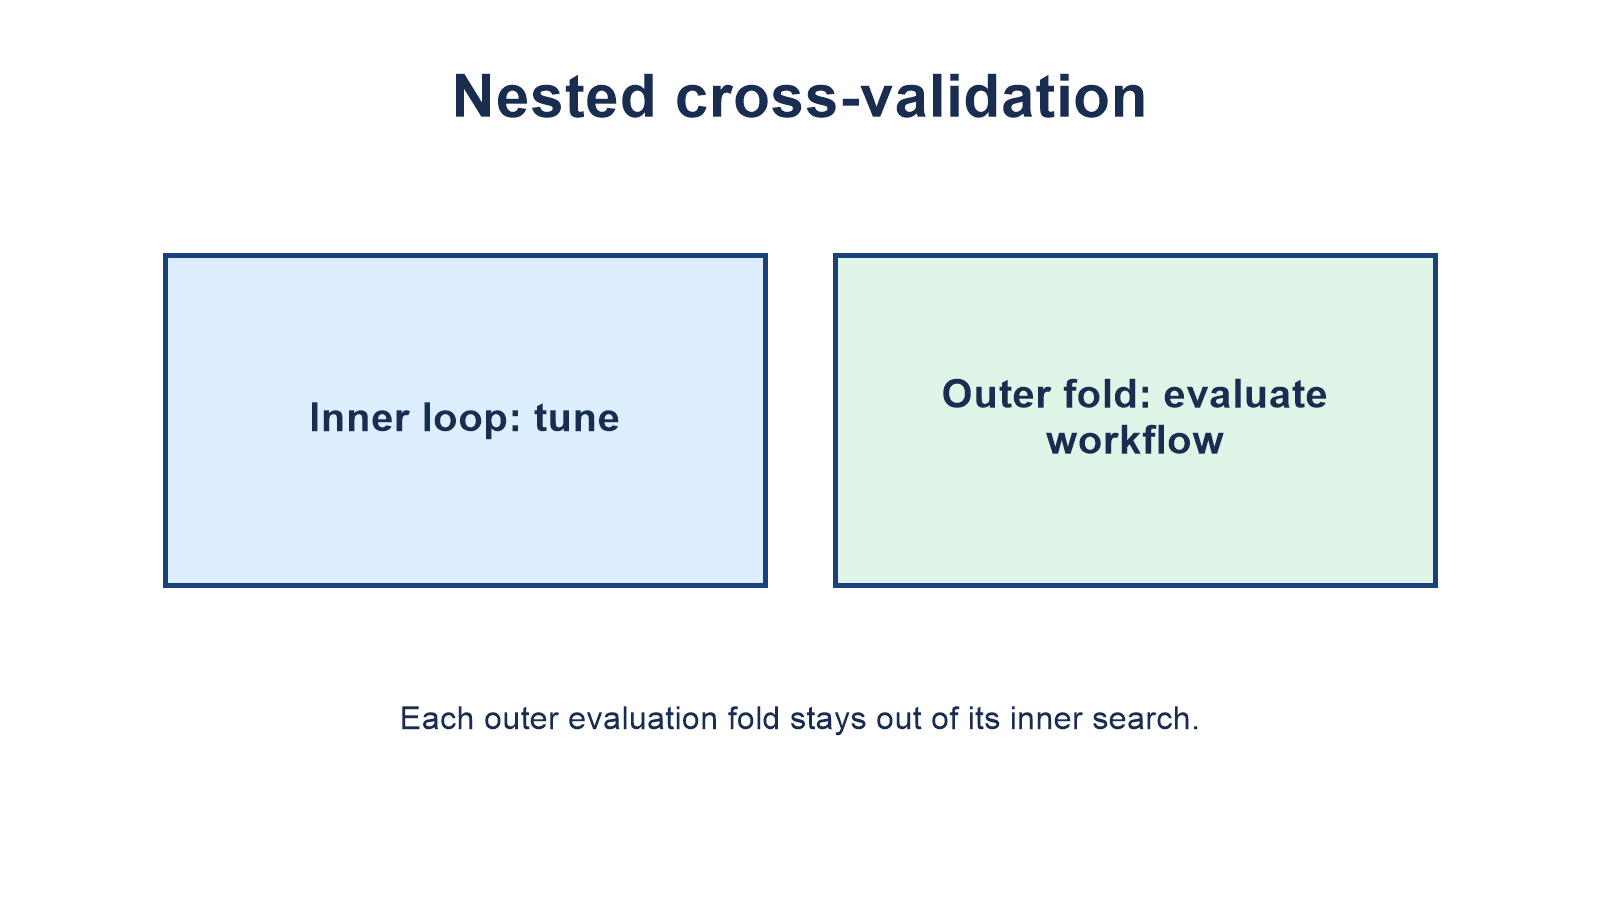 Nested cross-validation
Inner loop: tune
Outer fold: evaluate
workflow
Each outer evaluation fold stays out of its inner search.